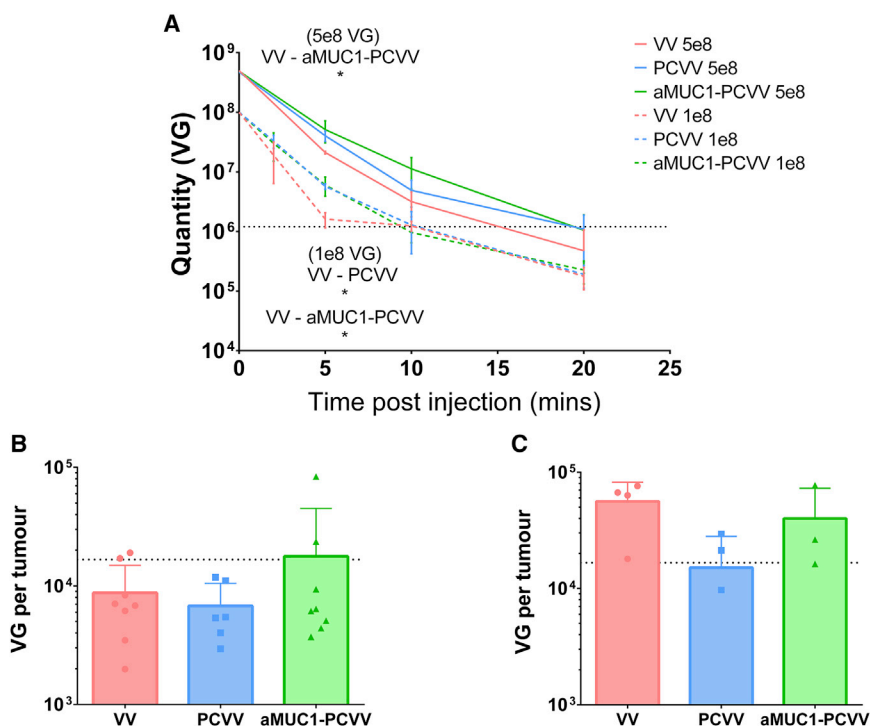 A
(5e8 VG)
VV - aMUC1-PCVV
*
VV 5e8
PCVV 5e8
aMUC1-PCVV 5e8
VV 1e8
PCVV 1e8
aMUC1-PCVV 1e8
Quantity (VG)
10⁹
10⁸
10⁷
10⁶
10⁵
10⁴
(1e8 VG)
VV - PCVV
*
VV - aMUC1-PCVV
*
0 5 10 15 20 25
Time post injection (mins)
B
VG per tumour
10⁵
10⁴
10³
VV PCVV aMUC1-PCVV
C
VG per tumour
10⁵
10⁴
10³
VV PCVV aMUC1-PCVV